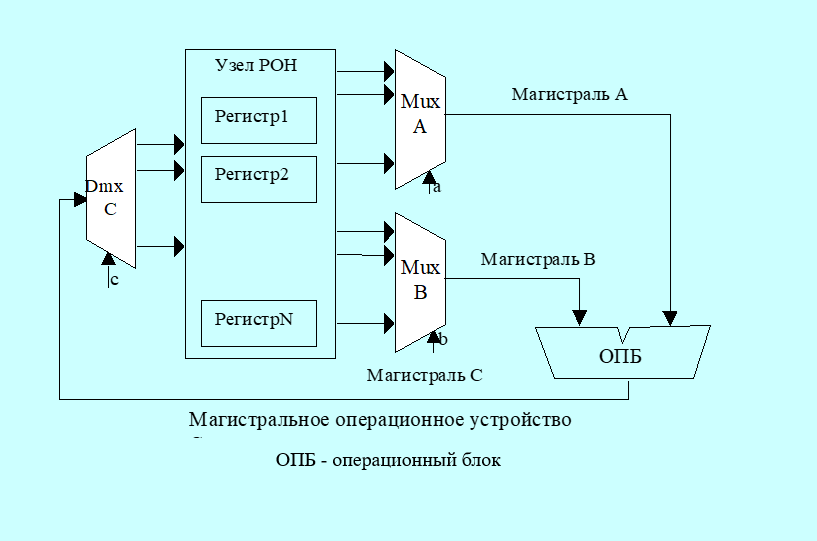 Узел РОН
Регистр1
Регистр2
РегистрN
Dmx
C
c
Mux
A
a
Магистраль А
Mux
B
b
Магистраль В
ОПБ
Магистраль С
Магистральное операционное устройство
ОПБ - операционный блок